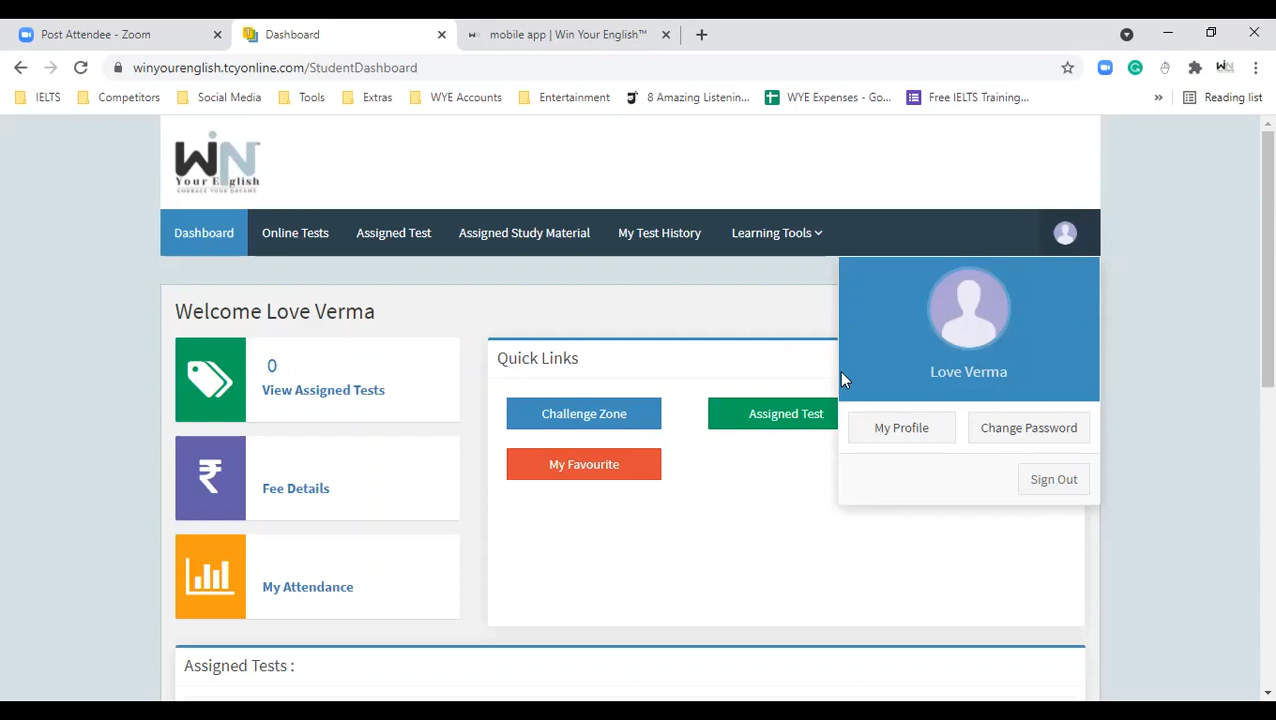 Post Attendee - Zoom
Dashboard
mobile app | Win Your English™
winyourenglish.tcyonline.com/StudentDashboard
IELTS
Competitors
Social Media
Tools
Extras
WYE Accounts
Entertainment
8 Amazing Listenin...
WYE Expenses - Go...
Free IELTS Training...
»
Reading list
WiN
Your English
EMBRACE YOUR DREAMS
Dashboard
Online Tests
Assigned Test
Assigned Study Material
My Test History
Learning Tools
Welcome Love Verma
0
View Assigned Tests
Fee Details
My Attendance
Quick Links
Challenge Zone
Assigned Test
My Favourite
Love Verma
My Profile
Change Password
Sign Out
Assigned Tests :